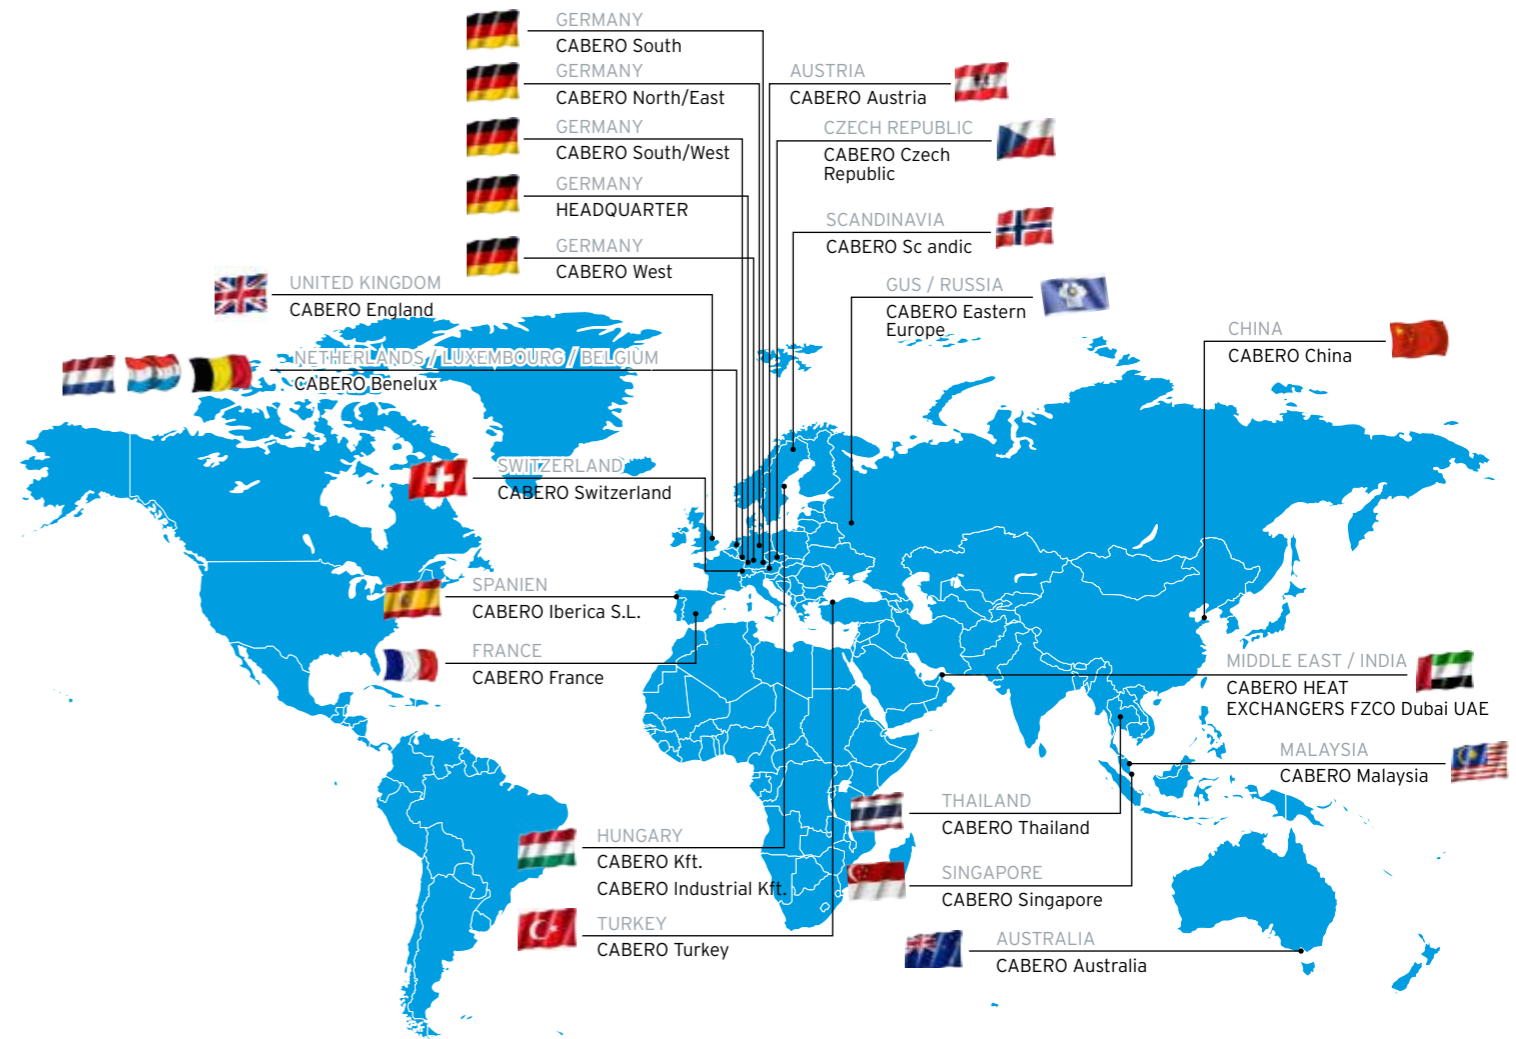 GERMANY
CABERO South
GERMANY
CABERO North/East
GERMANY
CABERO South/West
GERMANY
HEADQUARTER
GERMANY
CABERO West
AUSTRIA
CABERO Austria
CZECH REPUBLIC
CABERO Czech
Republic
SCANDINAVIA
CABERO Sc andic
GUS / RUSSIA
CABERO Eastern
Europe
UNITED KINGDOM
CABERO England
NETHERLANDS / LUXEMBOURG / BELGIUM
CABERO Benelux
CHINA
CABERO China
SWITZERLAND
CABERO Switzerland
SPANIEN
CABERO Iberica S.L.
FRANCE
CABERO France
MIDDLE EAST / INDIA
CABERO HEAT
EXCHANGERS FZCO Dubai UAE
MALAYSIA
CABERO Malaysia
THAILAND
CABERO Thailand
HUNGARY
CABERO Kft.
CABERO Industrial Kft.
SINGAPORE
CABERO Singapore
TURKEY
CABERO Turkey
AUSTRALIA
CABERO Australia